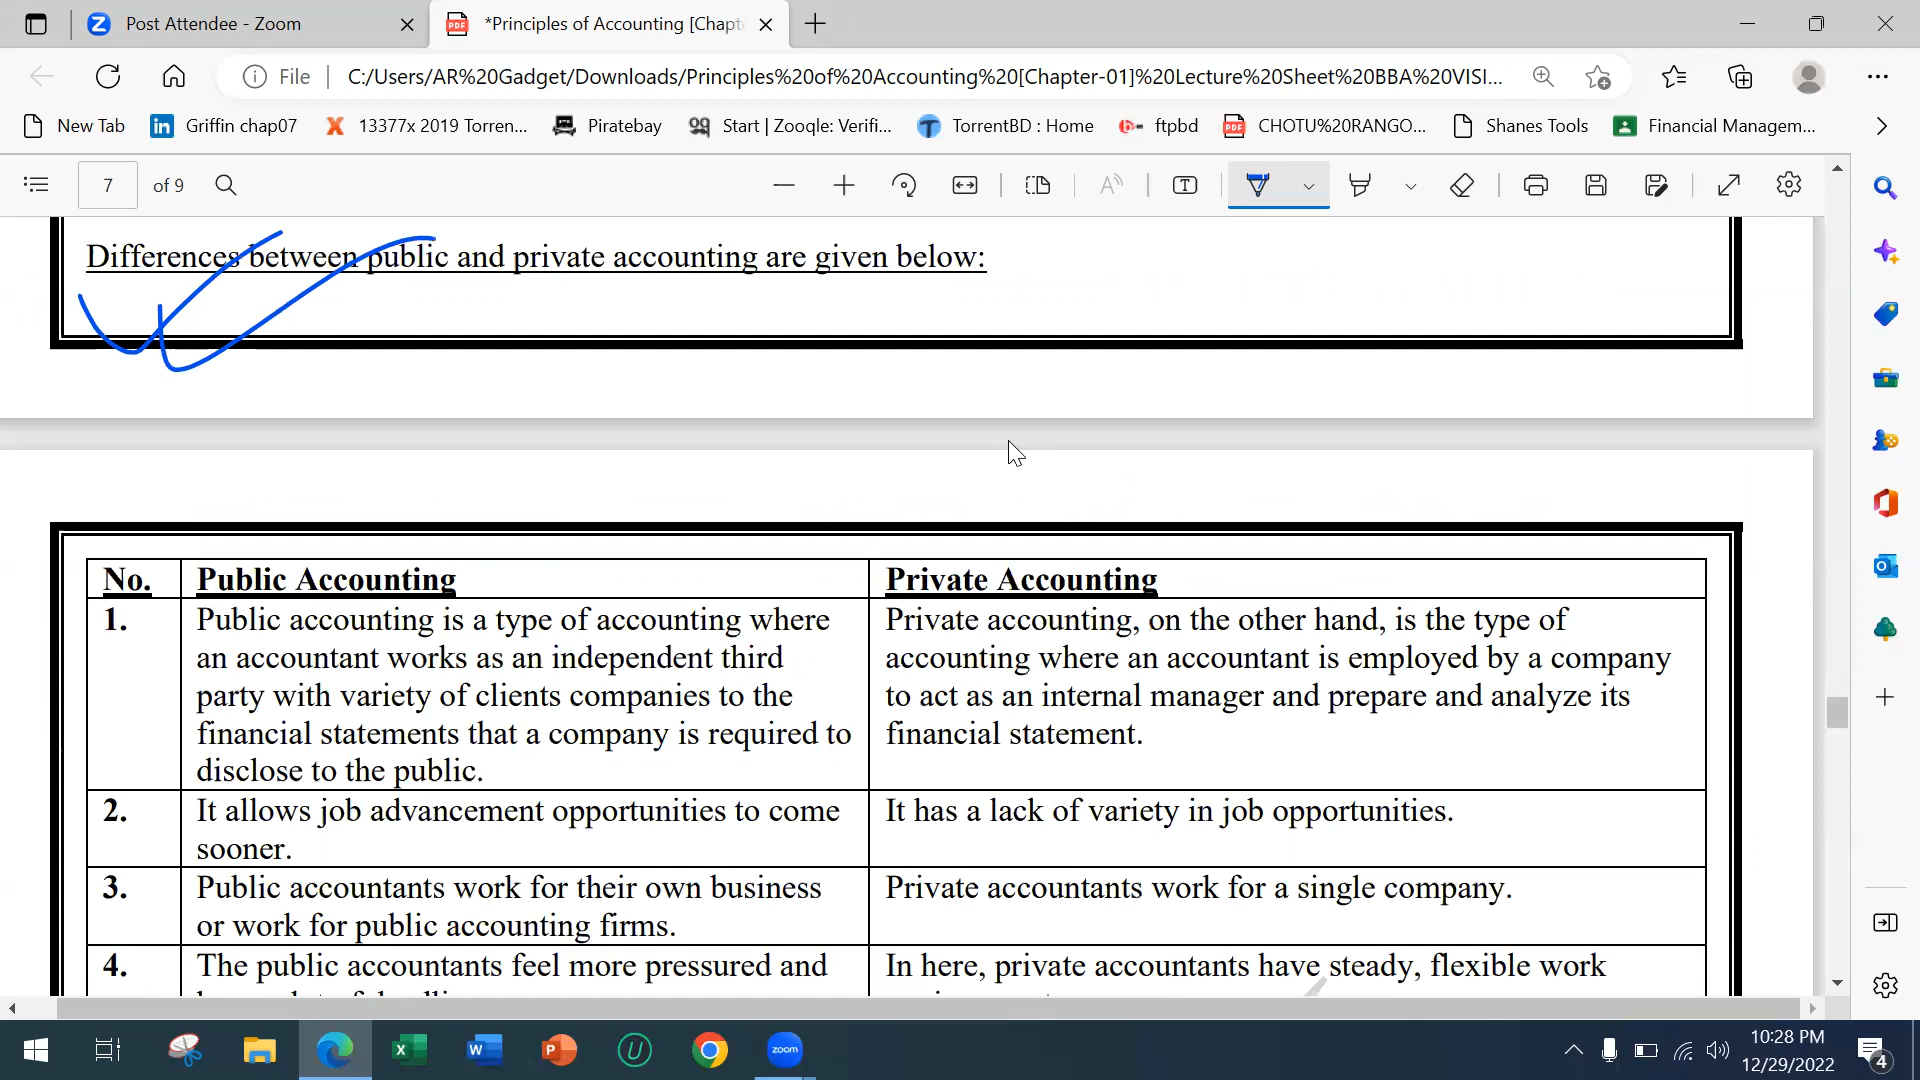 Post Attendee - Zoom
*Principles of Accounting [Chapt
File
C:/Users/AR%20Gadget/Downloads/Principles%20of%20Accounting%20[Chapter-01]%20Lecture%20Sheet%20BBA%20VISI...
New Tab
Griffin chap07
13377x 2019 Torren...
Piratebay
Start | Zooqle: Verifi...
TorrentBD : Home
ftpbd
CHOTU%20RANGO...
Shanes Tools
Financial Managem...
7 of 9
Differences between public and private accounting are given below:
No. Public Accounting Private Accounting
1.
Public accounting is a type of accounting where
an accountant works as an independent third
party with variety of clients companies to the
financial statements that a company is required to
disclose to the public.
Private accounting, on the other hand, is the type of
accounting where an accountant is employed by a company
to act as an internal manager and prepare and analyze its
financial statement.
2.
It allows job advancement opportunities to come
sooner.
It has a lack of variety in job opportunities.
3.
Public accountants work for their own business
or work for public accounting firms.
Private accountants work for a single company.
4.
The public accountants feel more pressured and
In here, private accountants have steady, flexible work
zoom
10:28 PM
12/29/2022
4